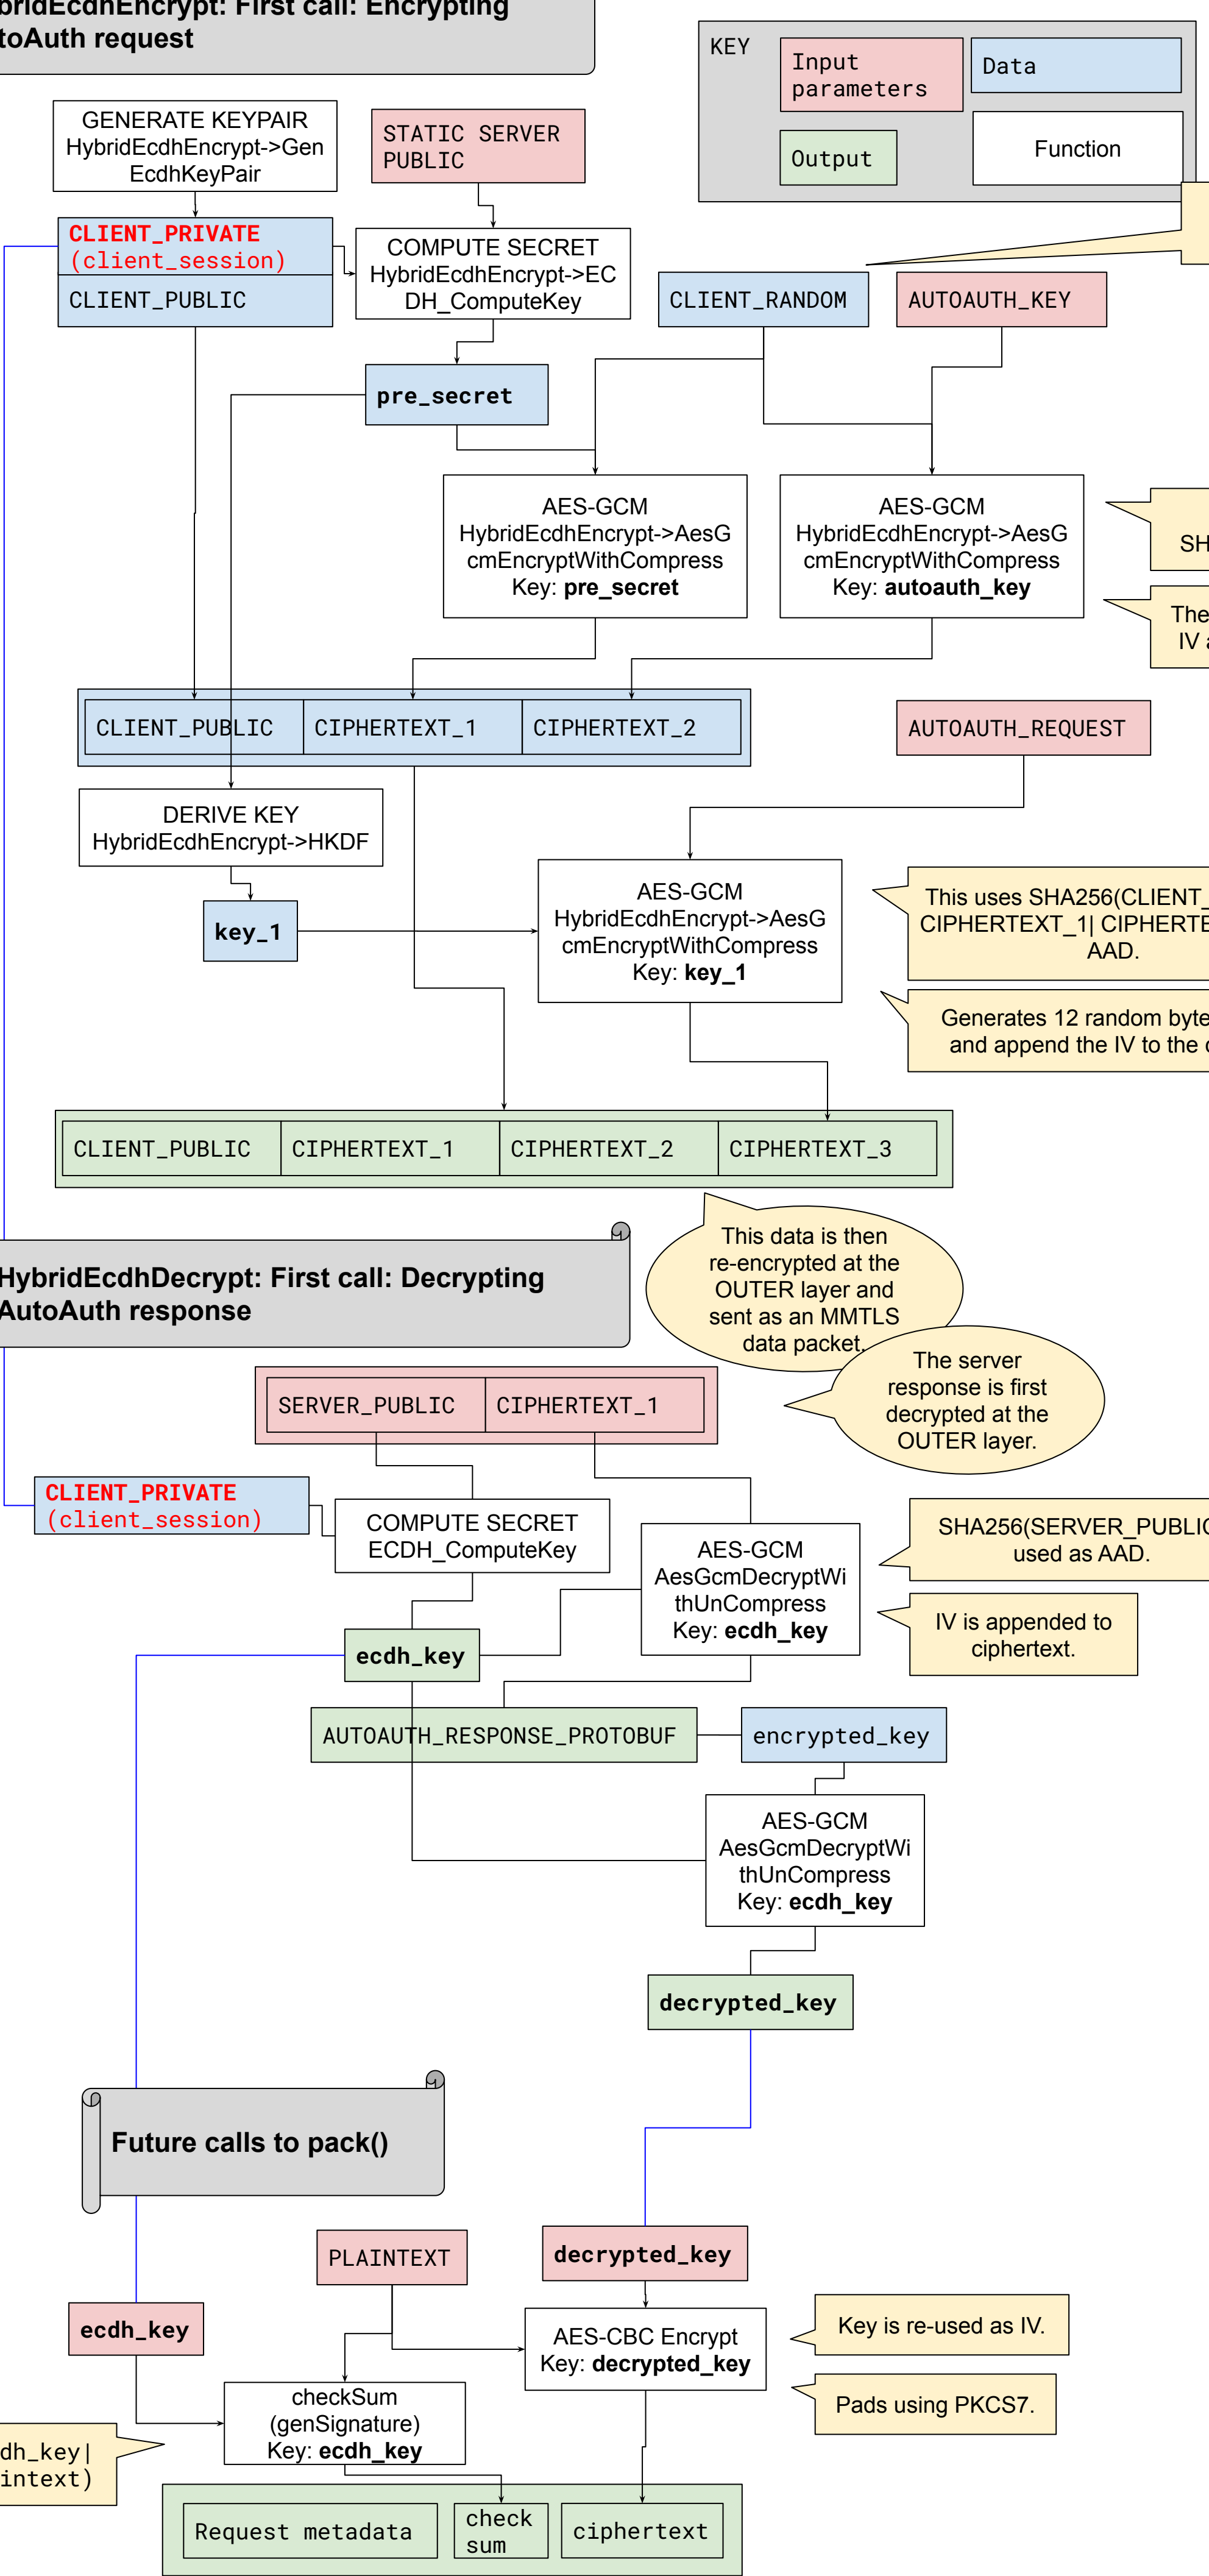 bridEcdhEncrypt: First call: Encrypting
toAuth request
KEY
Input
parameters
Data
Output
Function
GENERATE KEYPAIR
HybridEcdhEncrypt->Gen
EcdhKeyPair
STATIC SERVER
PUBLIC
CLIENT_PRIVATE
(client_session)
CLIENT_PUBLIC
COMPUTE SECRET
HybridEcdhEncrypt->EC
DH_ComputeKey
CLIENT_RANDOM
AUTOAUTH_KEY
pre_secret
AES-GCM
HybridEcdhEncrypt->AesG
cmEncryptWithCompress
Key: pre_secret
AES-GCM
HybridEcdhEncrypt->AesG
cmEncryptWithCompress
Key: autoauth_key
SH
The
IV
CLIENT_PUBLIC
CIPHERTEXT_1
CIPHERTEXT_2
AUTOAUTH_REQUEST
DERIVE KEY
HybridEcdhEncrypt->HKDF
key_1
AES-GCM
HybridEcdhEncrypt->AesG
cmEncryptWithCompress
Key: key_1
This uses SHA256(CLIENT_
CIPHERTEXT_1| CIPHERTE
AAD.
Generates 12 random byte
and append the IV to the
CLIENT_PUBLIC
CIPHERTEXT_1
CIPHERTEXT_2
CIPHERTEXT_3
This data is then
re-encrypted at the
OUTER layer and
sent as an MMTLS
data packet.
HybridEcdhDecrypt: First call: Decrypting
AutoAuth response
The server
response is first
decrypted at the
OUTER layer.
SERVER_PUBLIC
CIPHERTEXT_1
CLIENT_PRIVATE
(client_session)
COMPUTE SECRET
ECDH_ComputeKey
AES-GCM
AesGcmDecryptWi
thUnCompress
Key: ecdh_key
SHA256(SERVER_PUBLIC
used as AAD.
IV is appended to
ciphertext.
ecdh_key
AUTOAUTH_RESPONSE_PROTOBUF
encrypted_key
AES-GCM
AesGcmDecryptWi
thUnCompress
Key: ecdh_key
decrypted_key
Future calls to pack()
PLAINTEXT
decrypted_key
ecdh_key
AES-CBC Encrypt
Key: decrypted_key
Key is re-used as IV.
Pads using PKCS7.
checkSum
(genSignature)
Key: ecdh_key
dh_key|
intext)
Request metadata
check
sum
ciphertext